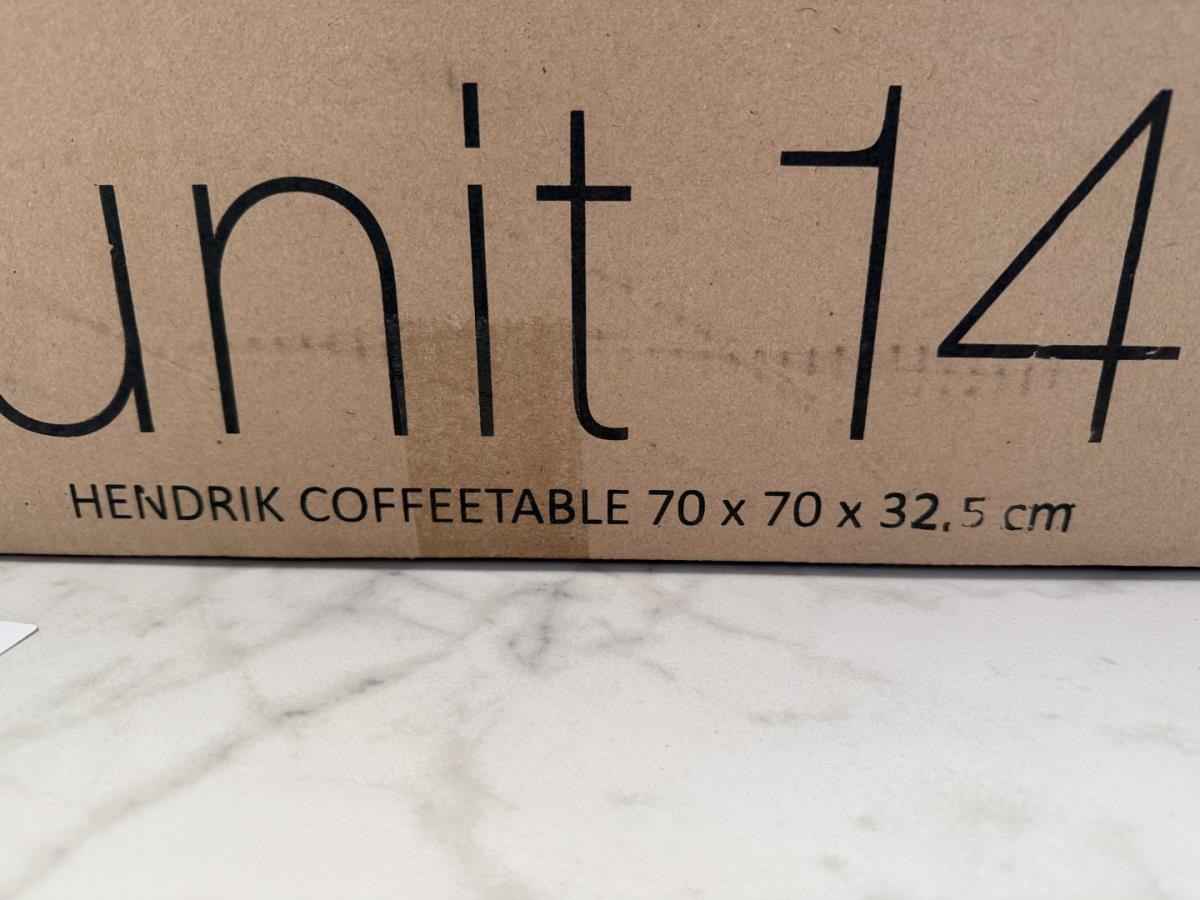 unit 14
HENDRIK COFFEETABLE 70 x 70 x 32,5 cm